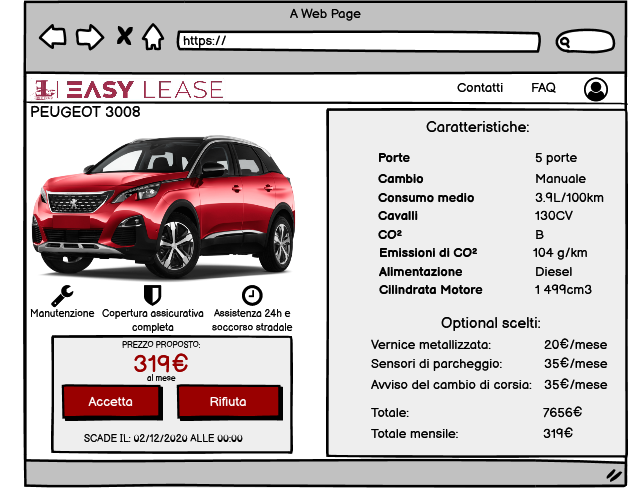 A Web Page
https://
EASY LEASE
Contatti FAQ
PEUGEOT 3008
Manutenzione
Copertura assicurativa
completa
Assistenza 24h e
soccorso stradale
PREZZO PROPOSTO:
319€
al mese
Accetta
Rifiuta
SCADE IL: 02/12/2020 ALLE 00:00
Caratteristiche:
Porte 5 porte
Cambio Manuale
Consumo medio 3.9L/100km
Cavalli 130CV
CO² B
Emissioni di CO² 104 g/km
Alimentazione Diesel
Cilindrata Motore 1 499cm3
Optional scelti:
Vernice metallizzata: 20€/mese
Sensori di parcheggio: 35€/mese
Avviso del cambio di corsia: 35€/mese
Totale: 7656€
Totale mensile: 319€